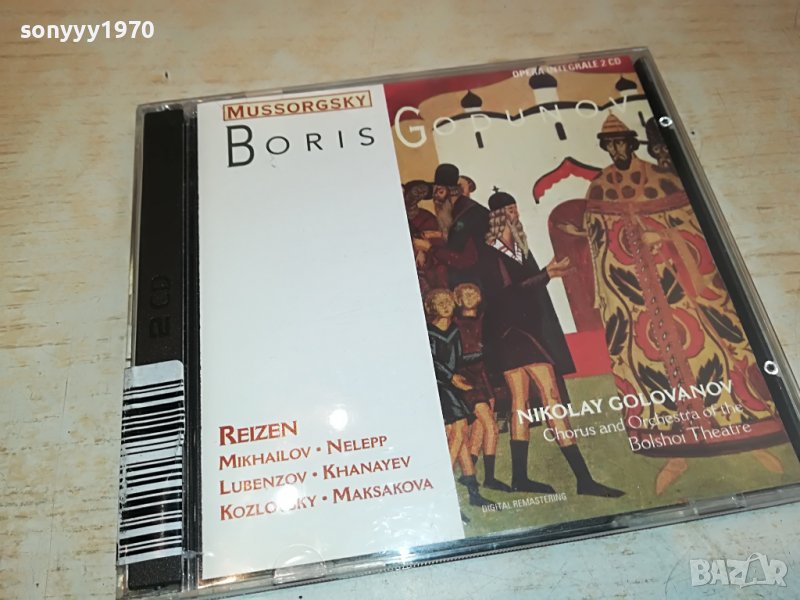 sonyyy1970
OPERA INTEGRALE 2 CD
MUSSORGSKY
BORIS GODUNOV
2 CD
REIZEN
MIKHAILOV · NELEPP
LUBENZOV · KHANAYEV
KOZLOVSKY · MAKSAKOVA
NIKOLAY GOLOVANOV
Chorus and Orchestra of the
Bolshoi Theatre
DIGITAL REMASTERING
BAZAR